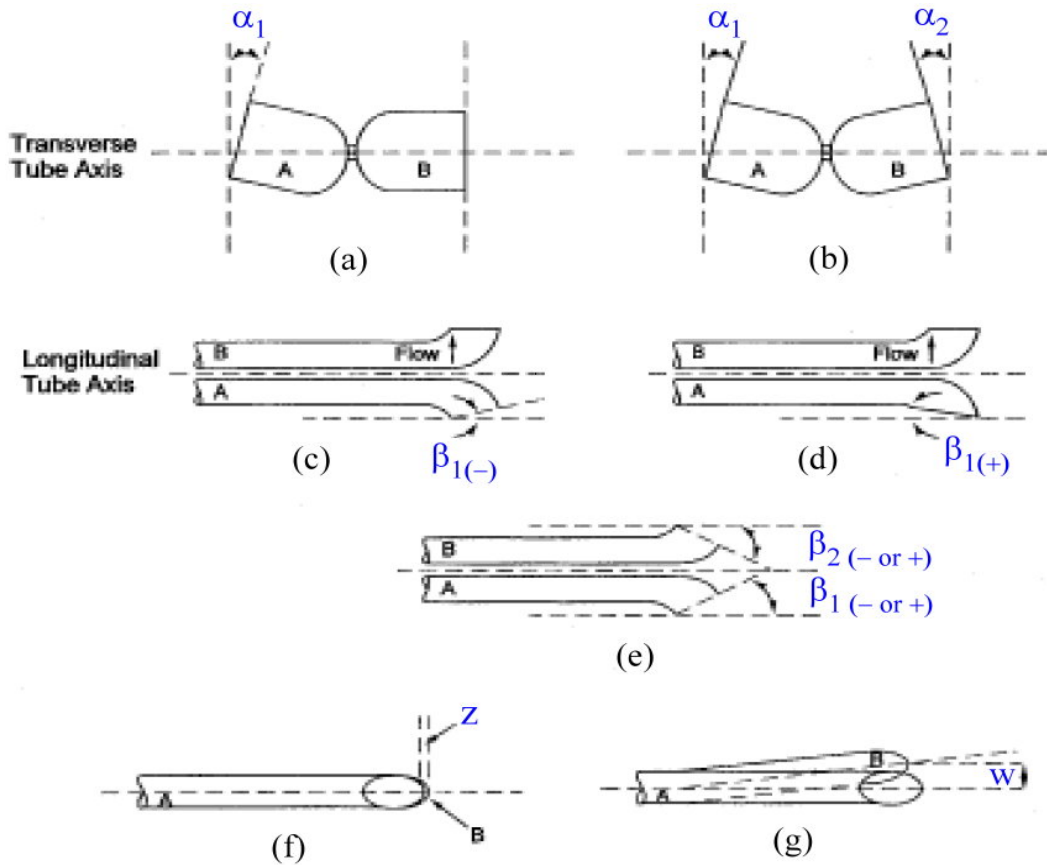 α1 α1 α2
Transverse
Tube Axis
A B A B
(a) (b)
Longitudinal
Tube Axis
B Flow B Flow
A A
(c) (d)
β1(−) β1(+)
B
A
β2 (− or +)
β1 (− or +)
(e)
Z
A
B
B
A
W
(f) (g)